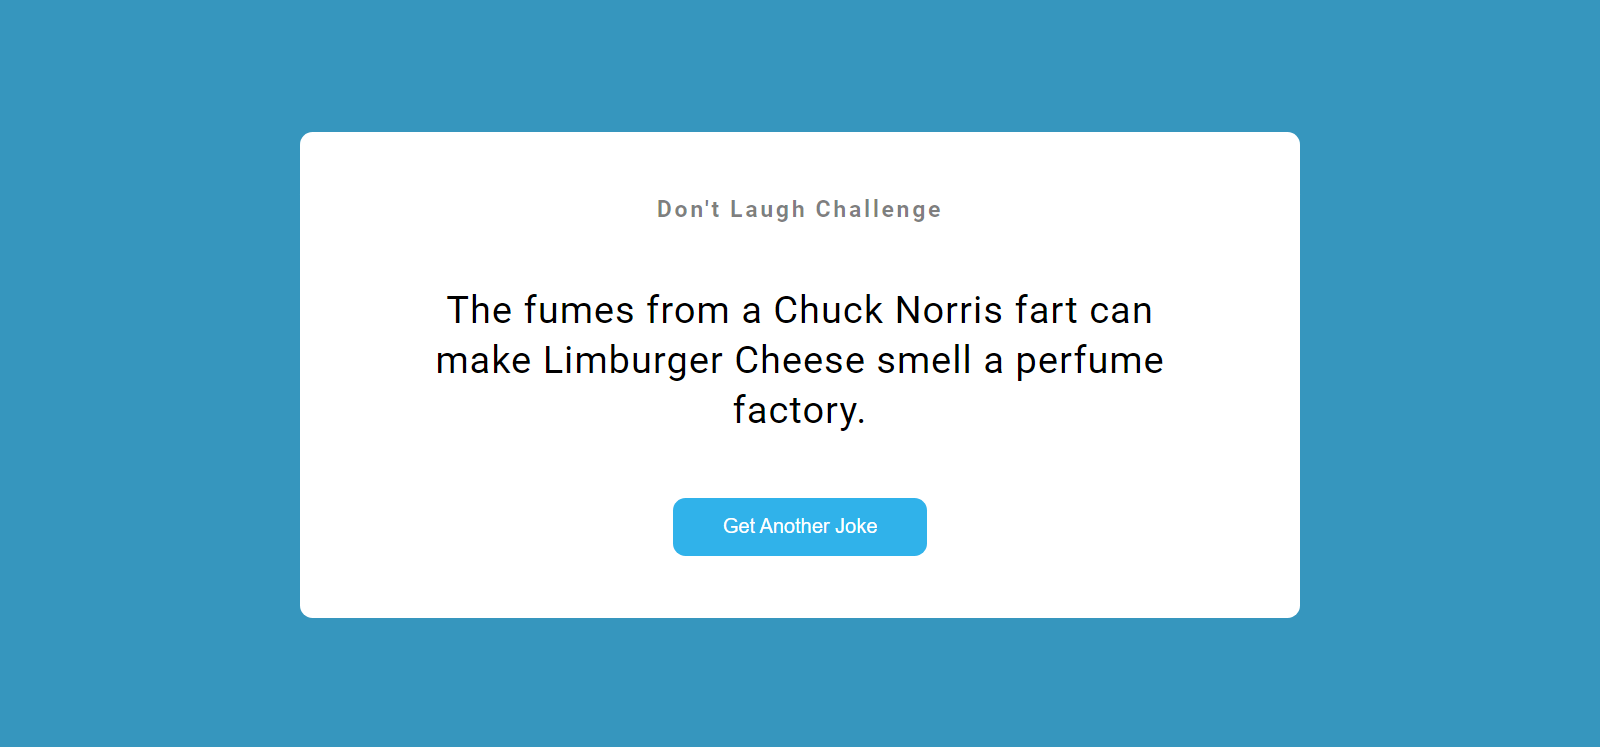 Don't Laugh Challenge
The fumes from a Chuck Norris fart can
make Limburger Cheese smell a perfume
factory.
Get Another Joke